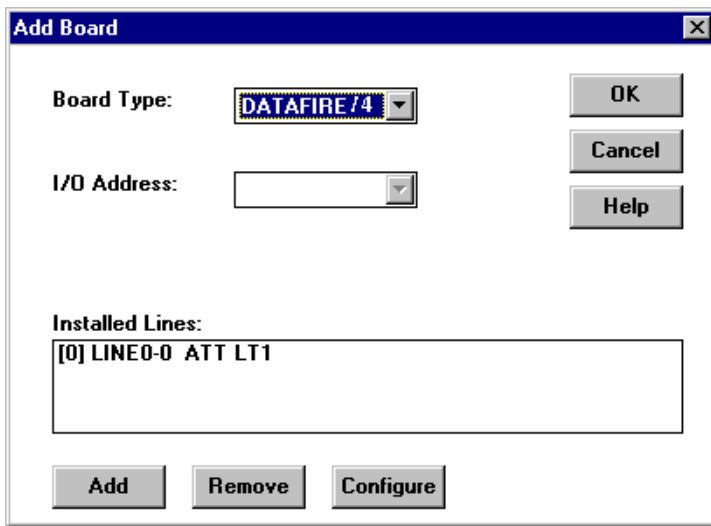 Add Board
Board Type:
DATAFIRE/4
OK
Cancel
I/O Address:
Help
Installed Lines:
[0] LINE0-0 ATT LT1
Add
Remove
Configure